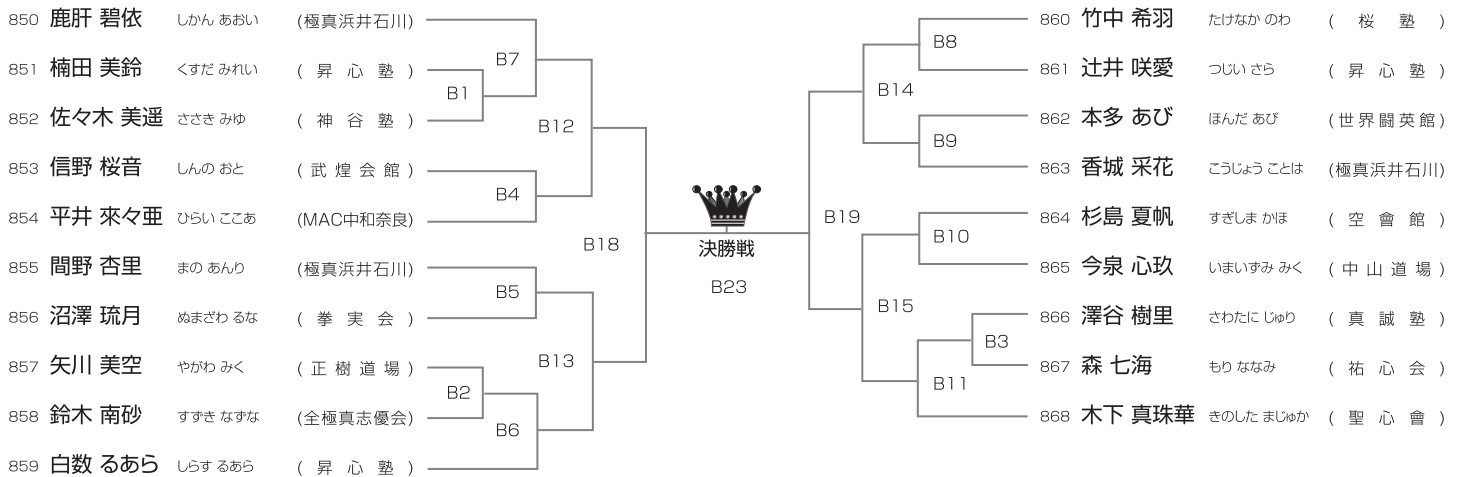 850 鹿肝 碧依 しかん あおい (極真浜井石川)
851 楠田 美鈴 くすだ みれい (昇心塾)
852 佐々木 美遥 ささき みゆ (神谷塾)
853 信野 桜音 しんの おと (武煌会館)
854 平井 來々亜 ひらい ここあ (MAC中和奈良)
855 間野 杏里 まの あんり (極真浜井石川)
856 沼澤 琉月 ぬまざわ るな (拳実会)
857 矢川 美空 やがわ みく (正樹道場)
858 鈴木 南砂 すずき なずな (全極真志優会)
859 白数 るあら しらす るあら (昇心塾)
B7
B1
B12
B4
B18
B5
B13
B2
B6
決勝戦
B23
B8
B14
B9
B19
B10
B15
B3
B11
860 竹中 希羽 たけなか のわ (桜塾)
861 辻井 咲愛 つじい さら (昇心塾)
862 本多 あび ほんだ あび (世界闘英館)
863 香城 采花 こうじょう ことは (極真浜井石川)
864 杉島 夏帆 すぎしま かほ (空會館)
865 今泉 心玖 いまいずみ みく (中山道場)
866 澤谷 樹里 さわたに じゅり (真誠塾)
867 森 七海 もり ななみ (祐心会)
868 木下 真珠華 きのした まじゅか (聖心會)